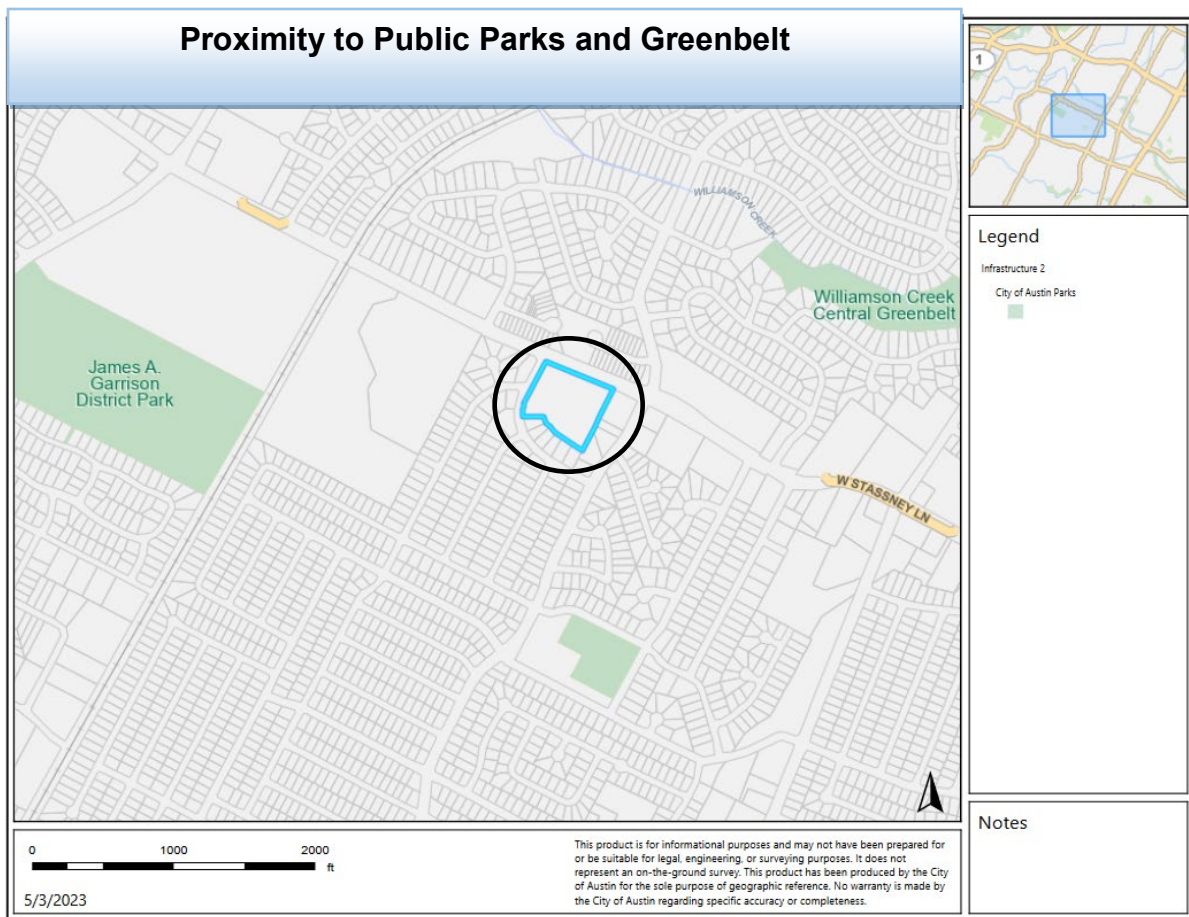 Proximity to Public Parks and Greenbelt
1
WILLIAMSON
CREEK
Williamson Creek
Central Greenbelt
James A.
Garrison
District Park
W STASSNEY LN
Legend
Infrastructure 2
City of Austin Parks
Notes
0 1000 2000
ft
5/3/2023
This product is for informational purposes and may not have been prepared for
or be suitable for legal, engineering, or surveying purposes. It does not
represent an on-the-ground survey. This product has been produced by the City
of Austin for the sole purpose of geographic reference. No warranty is made by
the City of Austin regarding specific accuracy or completeness.